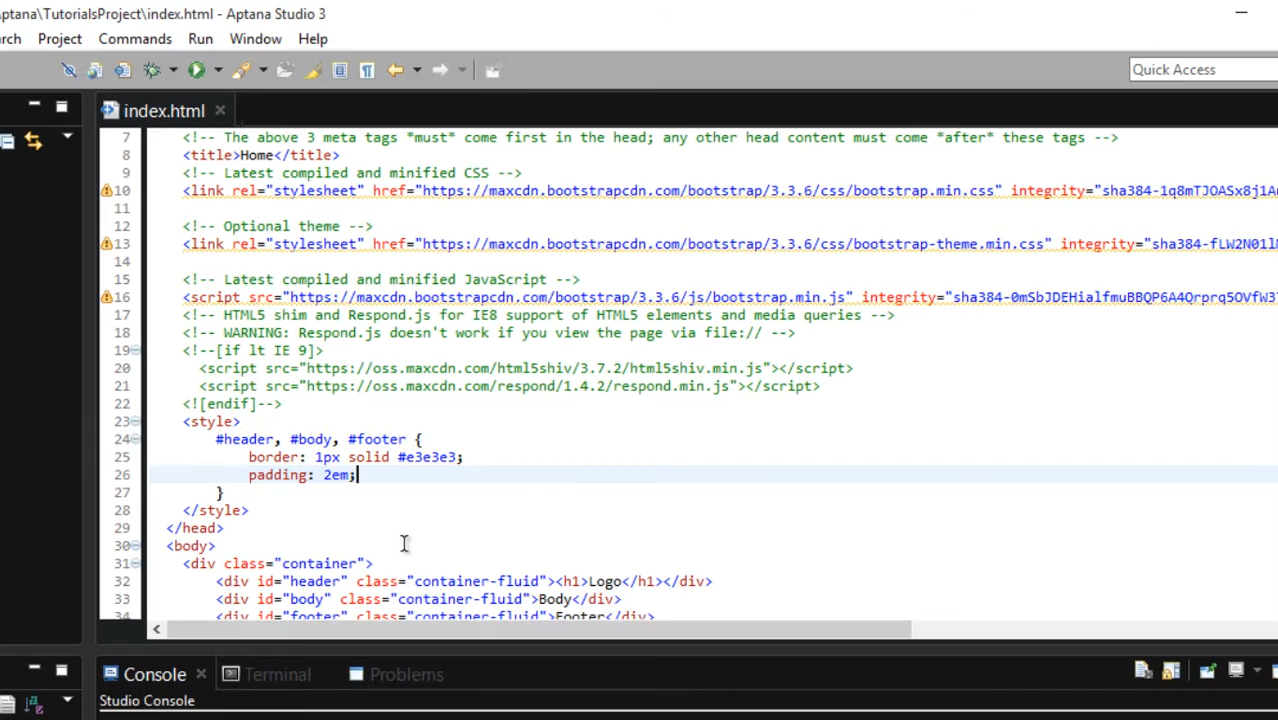 ptana\TutorialsProject\index.html - Aptana Studio 3
rch Project Commands Run Window Help
Quick Access
index.html
7 <!-- The above 3 meta tags *must* come first in the head; any other head content must come *after* these tags -->
8 <title>Home</title>
9 <!-- Latest compiled and minified CSS -->
10 <link rel="stylesheet" href="https://maxcdn.bootstrapcdn.com/bootstrap/3.3.6/css/bootstrap.min.css" integrity="sha384-1q8mTJOASx8j1A
11
12 <!-- Optional theme -->
13 <link rel="stylesheet" href="https://maxcdn.bootstrapcdn.com/bootstrap/3.3.6/css/bootstrap-theme.min.css" integrity="sha384-fLW2N01l
14
15 <!-- Latest compiled and minified JavaScript -->
16 <script src="https://maxcdn.bootstrapcdn.com/bootstrap/3.3.6/js/bootstrap.min.js" integrity="sha384-0mSbJDEHialfmuBBQP6A4Qrprq5OVfW3
17 <!-- HTML5 shim and Respond.js for IE8 support of HTML5 elements and media queries -->
18 <!-- WARNING: Respond.js doesn't work if you view the page via file:// -->
19 <!--[if lt IE 9]>
20 <script src="https://oss.maxcdn.com/html5shiv/3.7.2/html5shiv.min.js"></script>
21 <script src="https://oss.maxcdn.com/respond/1.4.2/respond.min.js"></script>
22 <![endif]-->
23 <style>
24 #header, #body, #footer {
25 border: 1px solid #e3e3e3;
26 padding: 2em;
27 }
28 </style>
29 </head>
30 <body>
31 <div class="container">
32 <div id="header" class="container-fluid"><h1>Logo</h1></div>
33 <div id="body" class="container-fluid">Body</div>
34 <div id="footer" class="container-fluid">Footer</div>
Console Terminal Problems
Studio Console